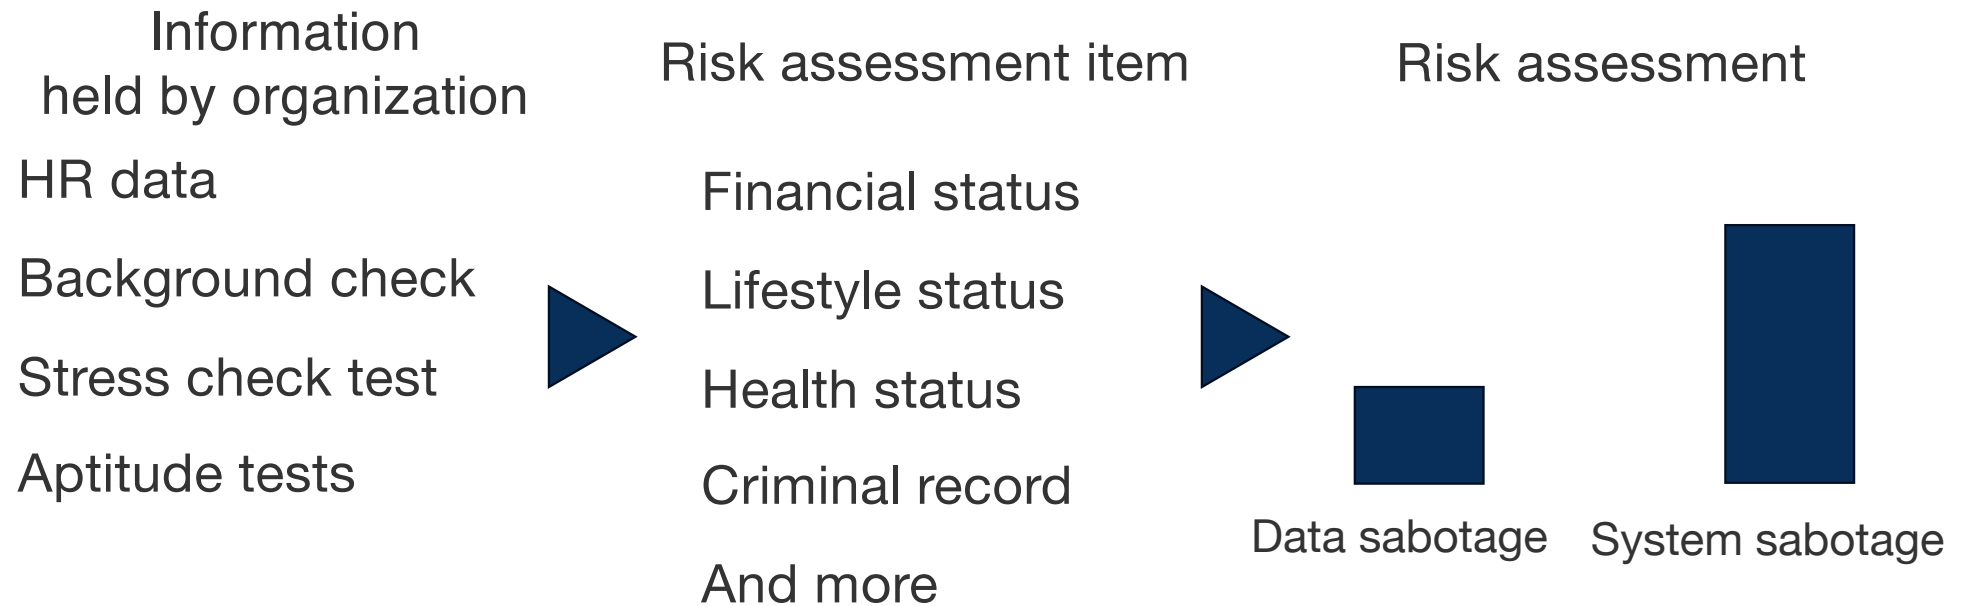 Information
held by organization
HR data
Background check
Stress check test
Aptitude tests
Risk assessment item
Financial status
Lifestyle status
Health status
Criminal record
And more
Risk assessment
Data sabotage
System sabotage